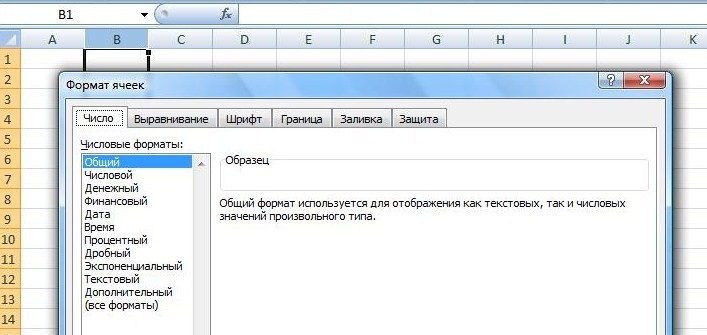 B1 fx
A B C D E F G H I J K
1
2
Формат ячеек ?
3
4
Число Выравнивание Шрифт Граница Заливка Защита
5
Числовые форматы:
6
Общий Образец
7
Числовой
Денежный
8
Финансовый Общий формат используется для отображения как текстовых, так и числовых
9
Дата значений произвольного типа.
Время
10
Процентный
11
Дробный
Экспоненциальный
12
Текстовый
13
Дополнительный
(все форматы)
14